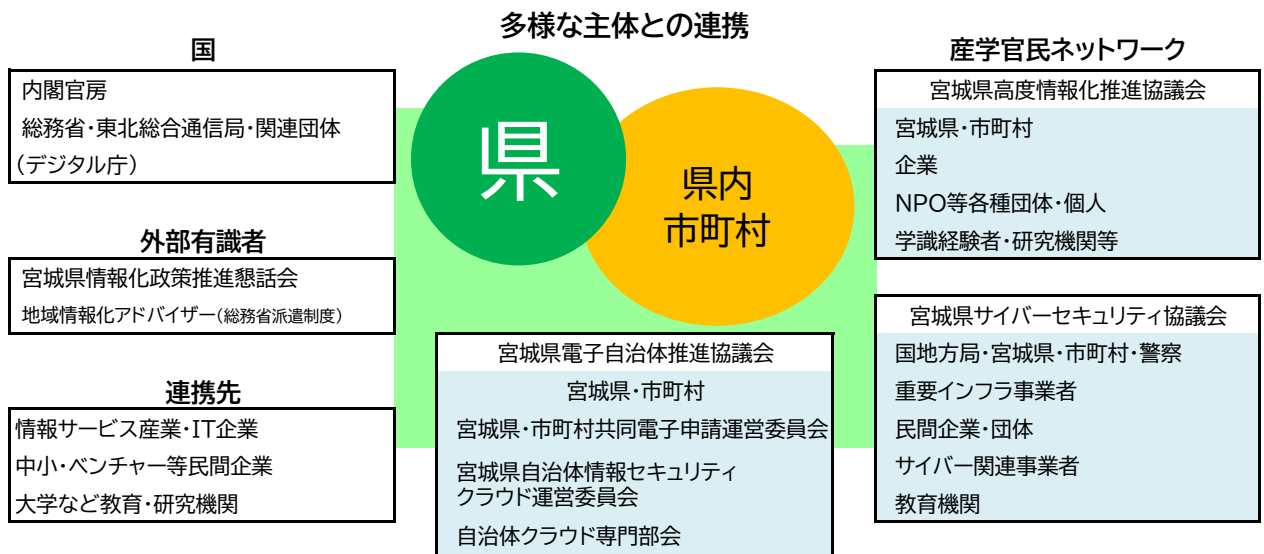 多様な主体との連携
国
内閣官房
総務省・東北総合通信局・関連団体
(デジタル庁)
外部有識者
宮城県情報化政策推進懇話会
地域情報化アドバイザー(総務省派遣制度)
連携先
情報サービス産業・IT企業
中小・ベンチャー等民間企業
大学など教育・研究機関
県
県内
市町村
宮城県電子自治体推進協議会
宮城県・市町村
宮城県・市町村共同電子申請運営委員会
宮城県自治体情報セキュリティ
クラウド運営委員会
自治体クラウド専門部会
産学官民ネットワーク
宮城県高度情報化推進協議会
宮城県・市町村
企業
NPO等各種団体・個人
学識経験者・研究機関等
宮城県サイバーセキュリティ協議会
国地方局・宮城県・市町村・警察
重要インフラ事業者
民間企業・団体
サイバー関連事業者
教育機関